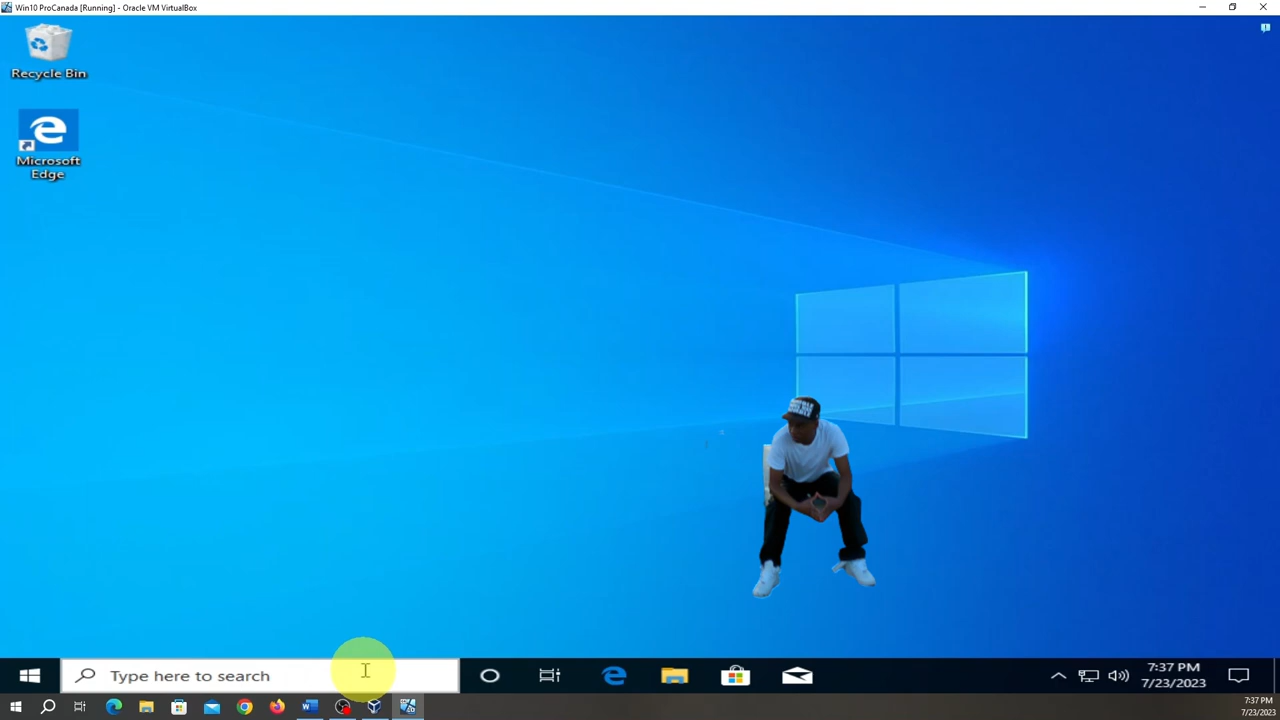 Win10 ProCanada [Running] - Oracle VM VirtualBox
Recycle Bin
Microsoft
Edge
Type here to search
7:37 PM
7/23/2023
7:37 PM
7/23/2023